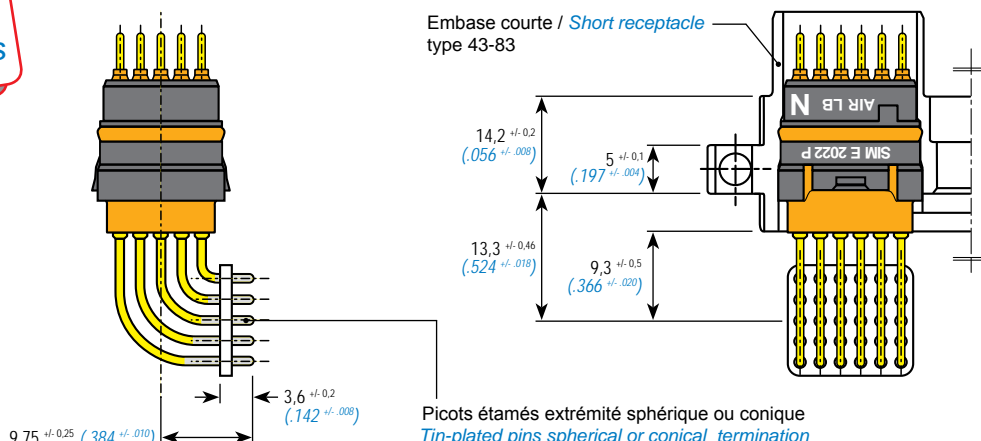 S
Embase courte / Short receptacle
type 43-83
14,2 +/- 0,2
(.056 +/- .008)
5 +/- 0,1
(.197 +/- .004)
13,3 +/- 0,46
(.524 +/- .018)
9,3 +/- 0,5
(.366 +/- .020)
N AIR LB
SIM E 2022 P
3,6 +/- 0,2
(.142 +/- .008)
9,75 +/- 0,25 (.384 +/- .010)
Picots étamés extrémité sphérique ou conique
Tin-plated pins spherical or conical termination